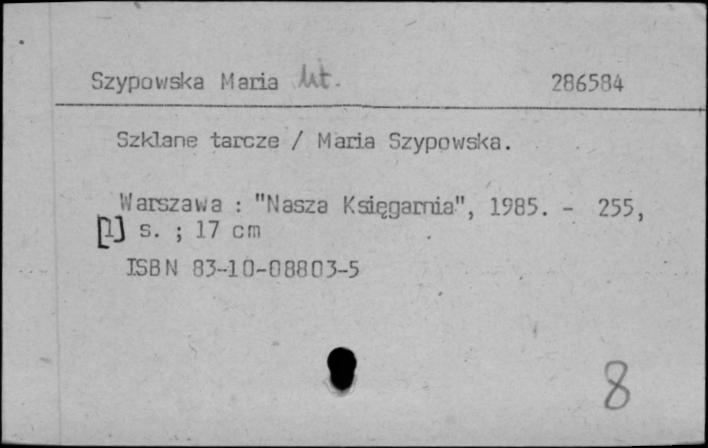 Szypowska Maria lit. 286584
Szklane tarcze / Maria Szypowska.
Warszawa : "Nasza Księgarnia", 1985. - 255,
[1] s. ; 17 cm
ISBN 83-10-08803-5
8